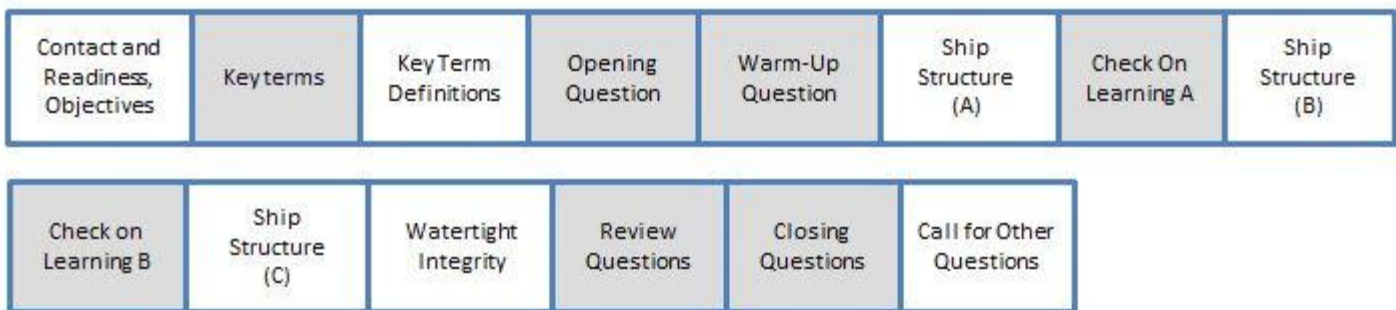 Contact and
Readiness,
Objectives
Key terms
Key Term
Definitions
Opening
Question
Warm-Up
Question
Ship
Structure
(A)
Check On
Learning A
Ship
Structure
(B)
Check on
Learning B
Ship
Structure
(C)
Watertight
Integrity
Review
Questions
Closing
Questions
Call for Other
Questions